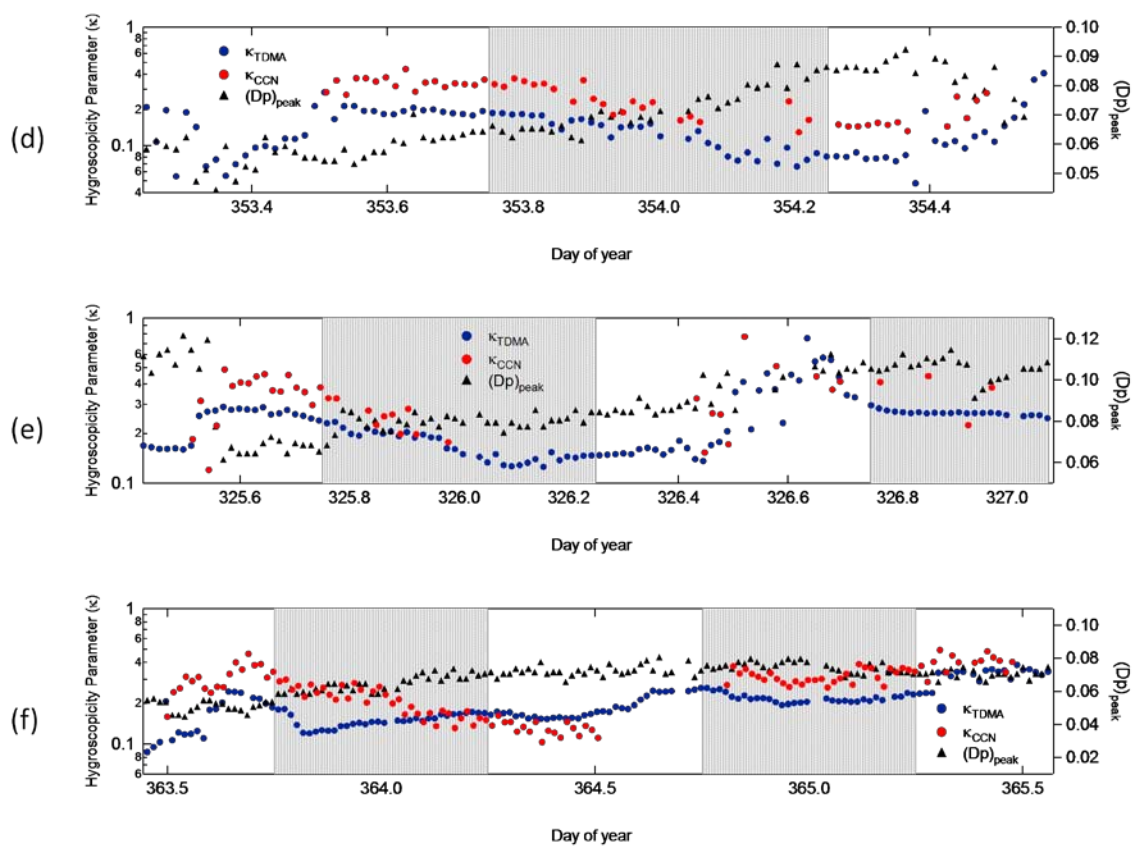 (d)
Hygroscopicity Parameter (κ)
1
8
6
4
2
0.1
8
6
4
κTDMA
κCCN
(Dp)peak
0.10
0.09
0.08
0.07
0.06
0.05
(Dp)peak
353.4 353.6 353.8 354.0 354.2 354.4
Day of year
(e)
Hygroscopicity Parameter (κ)
1
8
6
5
4
3
2
0.1
κTDMA
κCCN
(Dp)peak
0.12
0.10
0.08
0.06
(Dp)peak
325.6 325.8 326.0 326.2 326.4 326.6 326.8 327.0
Day of year
(f)
Hygroscopicity Parameter (κ)
1
8
6
4
2
0.1
8
6
κTDMA
κCCN
(Dp)peak
0.10
0.08
0.06
0.04
0.02
(Dp)peak
363.5 364.0 364.5 365.0 365.5
Day of year